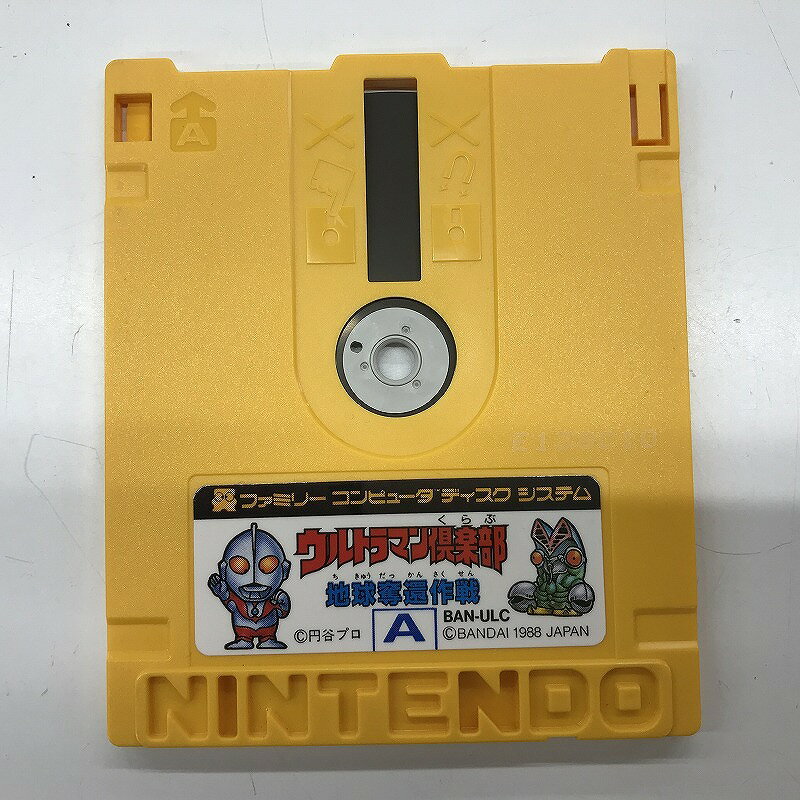 A
ファミリー コンピュータ ディスク システム
くらぶ
ウルトラマン倶楽部
ちきゅうだっかんさくせん
地球奪還作戦
BAN-ULC
©円谷プロ
A
©BANDAI 1988 JAPAN
NINTENDO